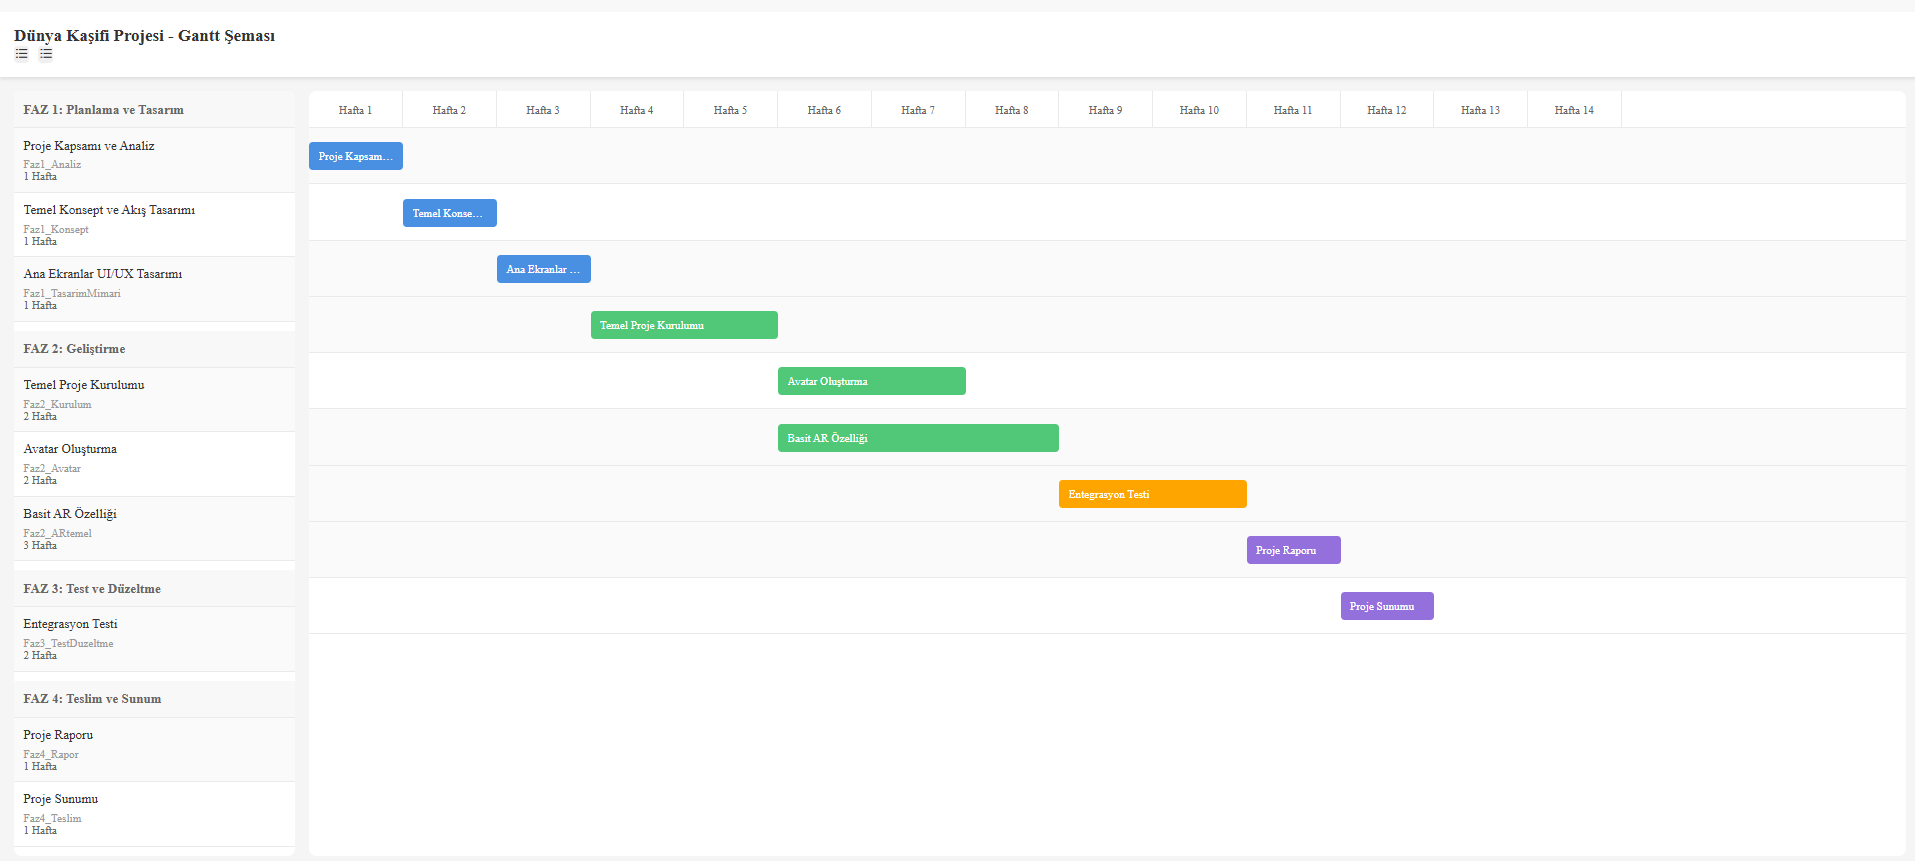 Dünya Kaşifi Projesi - Gantt Şeması
FAZ 1: Planlama ve Tasarım
Proje Kapsamı ve Analiz
Faz1_Analiz
1 Hafta
Temel Konsept ve Akış Tasarımı
Faz1_Konsept
1 Hafta
Ana Ekranlar UI/UX Tasarımı
Faz1_TasarimMimari
1 Hafta
FAZ 2: Geliştirme
Temel Proje Kurulumu
Faz2_Kurulum
2 Hafta
Avatar Oluşturma
Faz2_Avatar
2 Hafta
Basit AR Özelliği
Faz2_ARtemel
3 Hafta
FAZ 3: Test ve Düzeltme
Entegrasyon Testi
Faz3_TestDuzeltme
2 Hafta
FAZ 4: Teslim ve Sunum
Proje Raporu
Faz4_Rapor
1 Hafta
Proje Sunumu
Faz4_Teslim
1 Hafta
Hafta 1 Hafta 2 Hafta 3 Hafta 4 Hafta 5 Hafta 6 Hafta 7 Hafta 8 Hafta 9 Hafta 10 Hafta 11 Hafta 12 Hafta 13 Hafta 14
Proje Kapsam...
Temel Konse...
Ana Ekranlar ...
Temel Proje Kurulumu
Avatar Oluşturma
Basit AR Özelliği
Entegrasyon Testi
Proje Raporu
Proje Sunumu